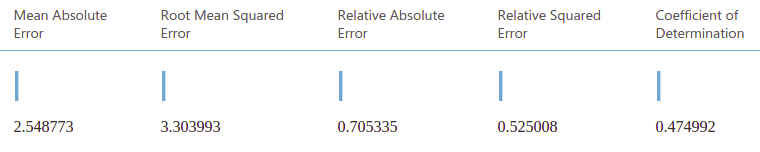 Mean Absolute Error
Root Mean Squared Error
Relative Absolute Error
Relative Squared Error
Coefficient of Determination
2.548773
3.303993
0.705335
0.525008
0.474992